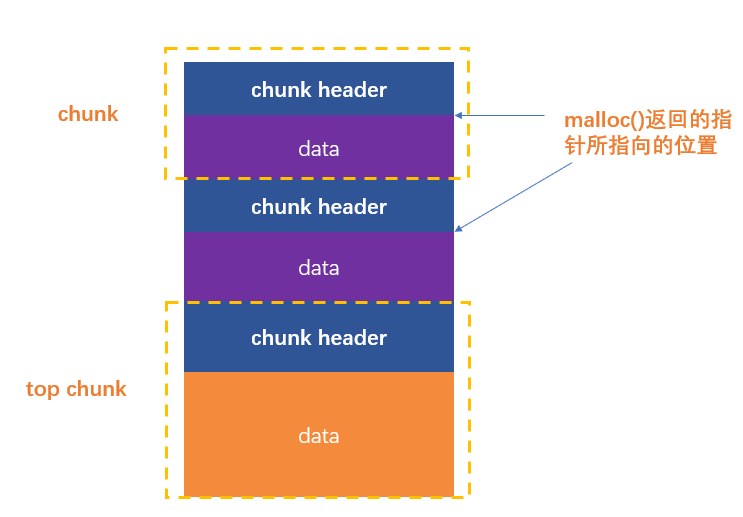 chunk header
chunk
data
malloc()返回的指
针所指向的位置
chunk header
data
chunk header
top chunk
data